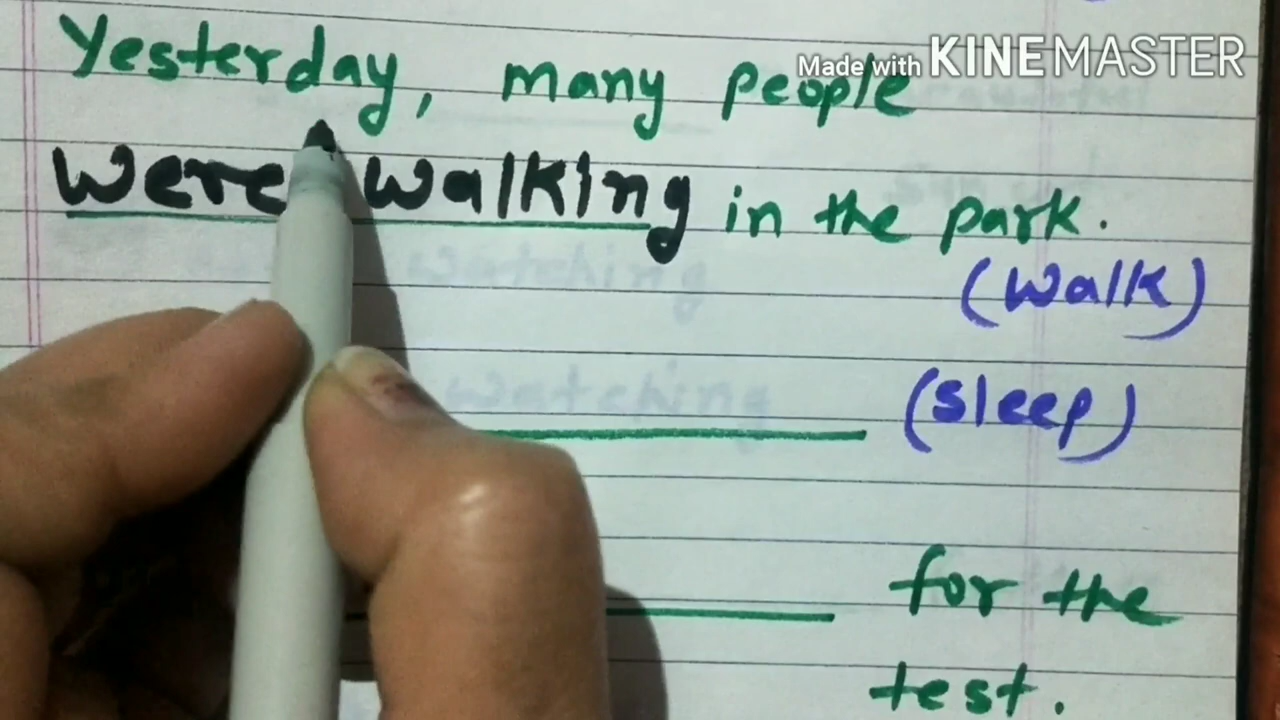 Made with KINEMASTER
Yesterday, many people
were walking in the park.
(walk)
(sleep)
for the
test.